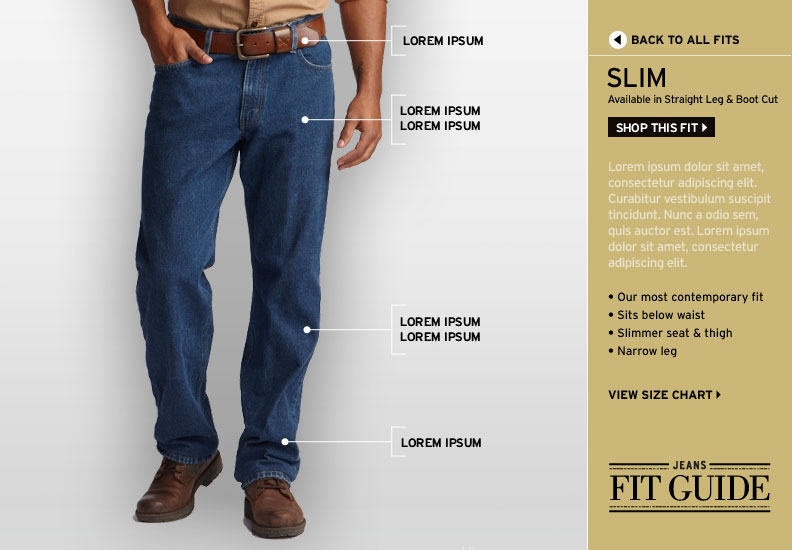 LOREM IPSUM
LOREM IPSUM
LOREM IPSUM
LOREM IPSUM
LOREM IPSUM
LOREM IPSUM
BACK TO ALL FITS
SLIM
Available in Straight Leg & Boot Cut
SHOP THIS FIT
Lorem ipsum dolor sit amet,
consectetur adipiscing elit.
Curabitur vestibulum suscipit
tincidunt. Nunc a odio sem,
quis auctor est. Lorem ipsum
dolor sit amet, consectetur
adipiscing elit.
• Our most contemporary fit
• Sits below waist
• Slimmer seat & thigh
• Narrow leg
VIEW SIZE CHART
JEANS
FIT GUIDE